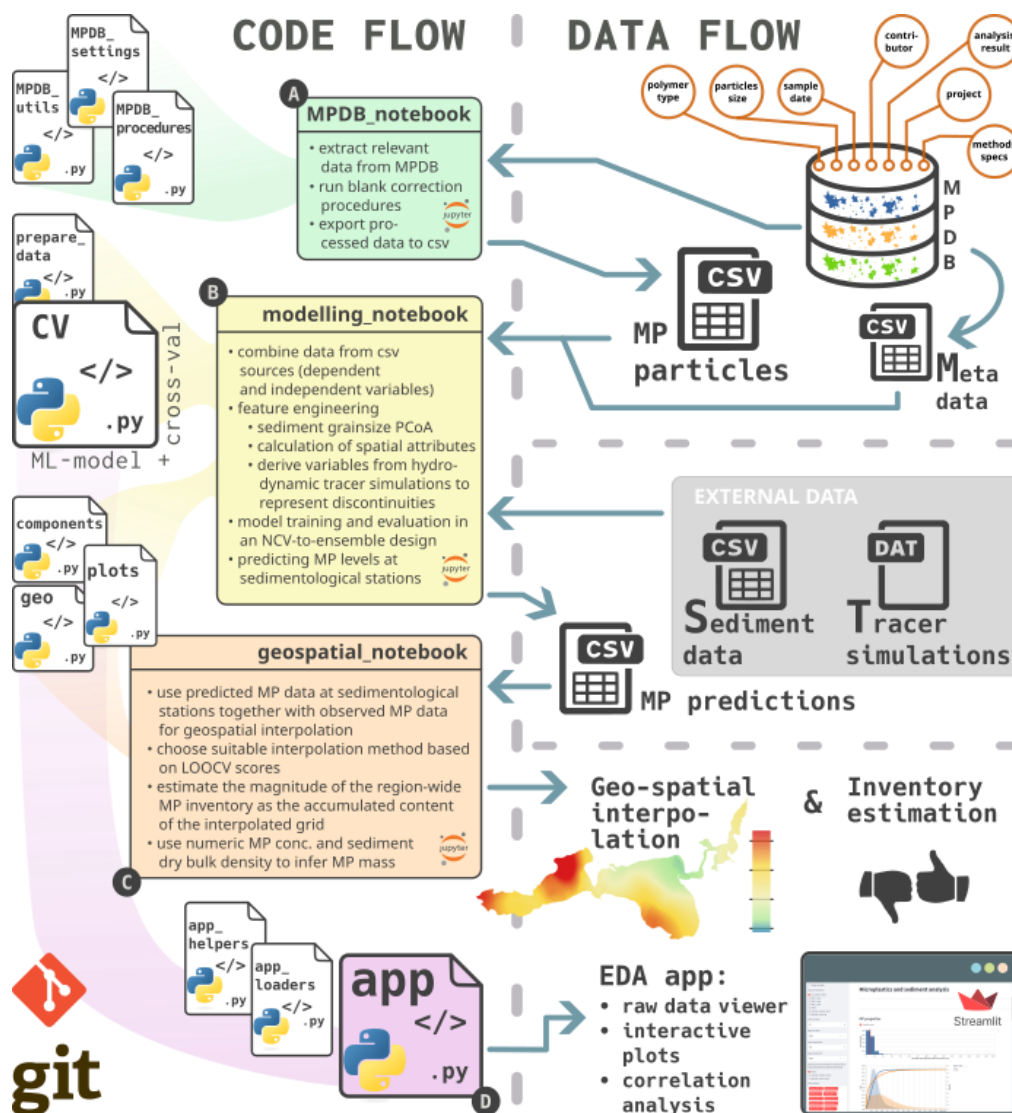 CODE FLOW
DATA FLOW
MPDB_
settings
</>
MPDB_
utils
</>
.py
MPDB_
procedures
</>
.py
A
MPDB_notebook
• extract relevant
data from MPDB
• run blank correction
procedures
• export pro-
cessed data to csv
jupyter
contri-
butor
analysis
result
polymer
type
particles
size
sample
date
project
methods
specs
M
P
D
B
prepare_
data
</>
.py
CV
</>
.py
cross-val
ML-model +
B
modelling_notebook
• combine data from csv
sources (dependent
and independent variables)
• feature engineering
• sediment grainsize PCoA
• calculation of spatial attributes
• derive variables from hydro-
dynamic tracer simulations to
represent discontinuities
• model training and evaluation in
an NCV-to-ensemble design
• predicting MP levels at
sedimentological stations
jupyter
CSV
MP
particles
CSV
Meta
data
EXTERNAL DATA
CSV
Sediment
data
DAT
Tracer
simulations
components
</>
.py
plots
</>
.py
geo
</>
.py
CSV
MP predictions
geospatial_notebook
• use predicted MP data at sedimentological
stations together with observed MP data
for geospatial interpolation
• choose suitable interpolation method based
on LOOCV scores
• estimate the magnitude of the region-wide
MP inventory as the accumulated content
of the interpolated grid
• use numeric MP conc. and sediment
dry bulk density to infer MP mass
jupyter
C
Geo-spatial
interpo-
lation
&
Inventory
estimation
app_
helpers
</>
.py
app_
loaders
</>
.py
app
</>
.py
D
git
EDA app:
• raw data viewer
• interactive
plots
• correlation
analysis
Microplastics and sediment analysis
Streamlit